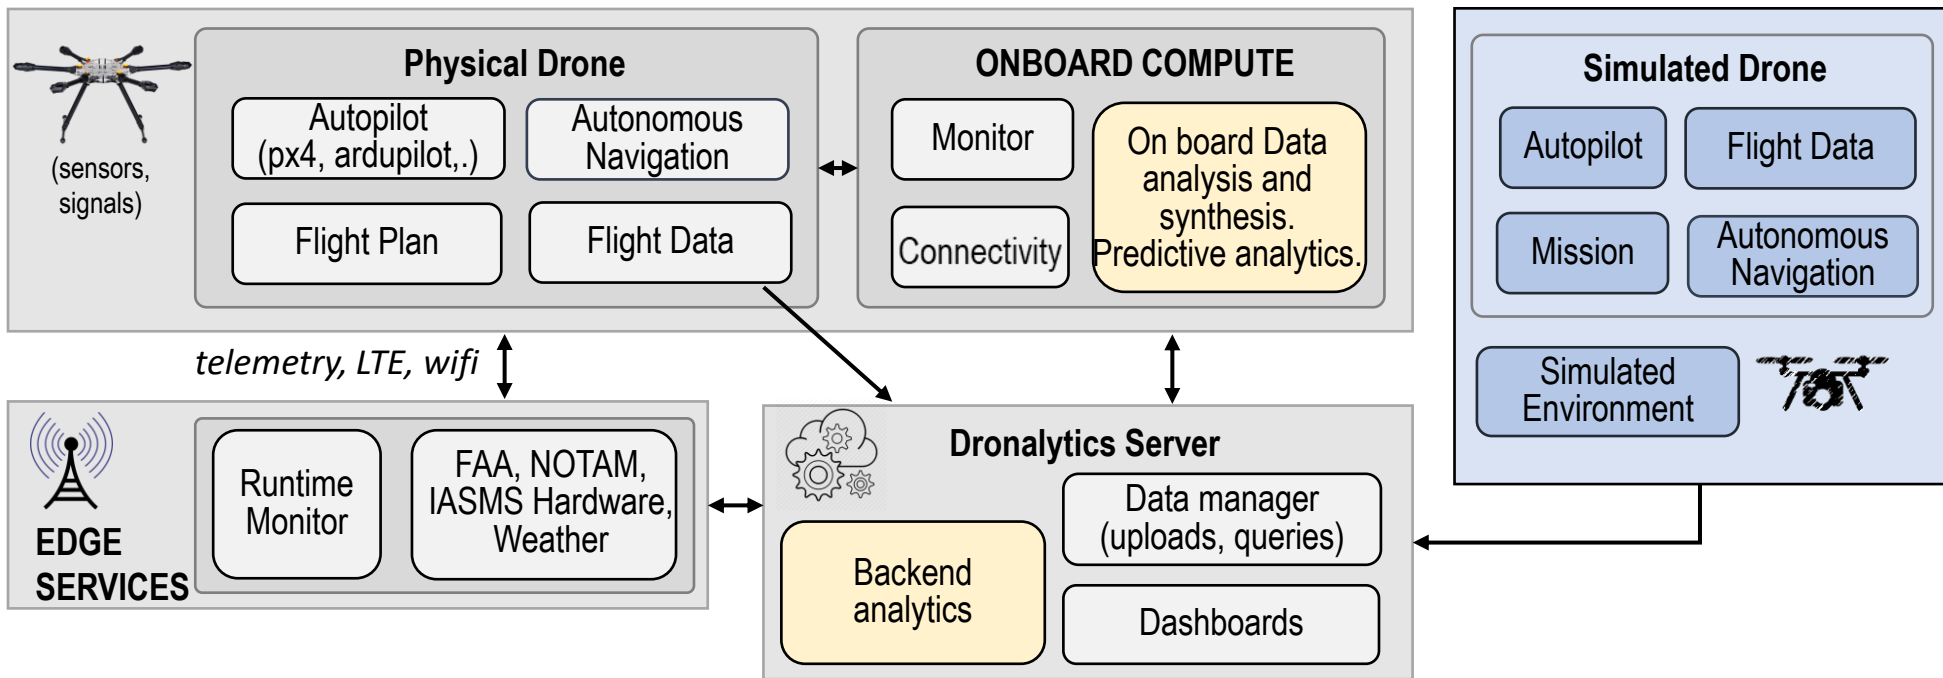 Physical Drone
(sensors,
signals)
Autopilot
(px4, ardupilot,.)
Autonomous
Navigation
Flight Plan
Flight Data
ONBOARD COMPUTE
Monitor
Connectivity
On board Data
analysis and
synthesis.
Predictive analytics.
Simulated Drone
Autopilot
Flight Data
Mission
Autonomous
Navigation
Simulated
Environment
telemetry, LTE, wifi
EDGE
SERVICES
Runtime
Monitor
FAA, NOTAM,
IASMS Hardware,
Weather
Dronalytics Server
Backend
analytics
Data manager
(uploads, queries)
Dashboards